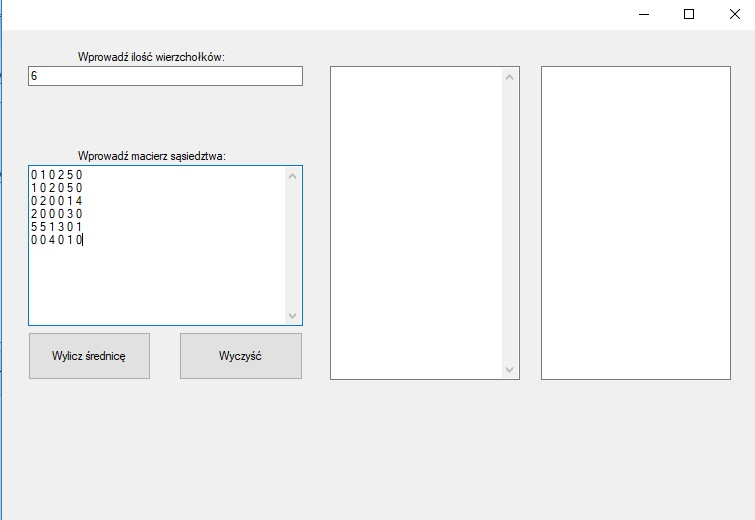 Wprowadź ilość wierzchołków:
6
Wprowadź macierz sąsiedztwa:
0 1 0 2 5 0
1 0 2 0 5 0
0 2 0 0 1 4
2 0 0 0 3 0
5 5 1 3 0 1
0 0 4 0 1 0
Wylicz średnicę
Wyczyść